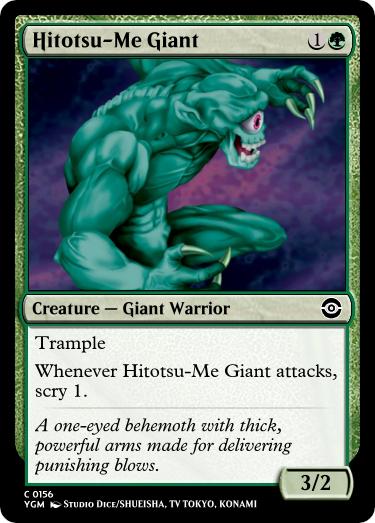 Hitotsu-Me Giant 1
Creature — Giant Warrior
Trample
Whenever Hitotsu-Me Giant attacks,
scry 1.
A one-eyed behemoth with thick,
powerful arms made for delivering
punishing blows.
3/2
C 0156
YGM Studio Dice/SHUEISHA, TV TOKYO, KONAMI